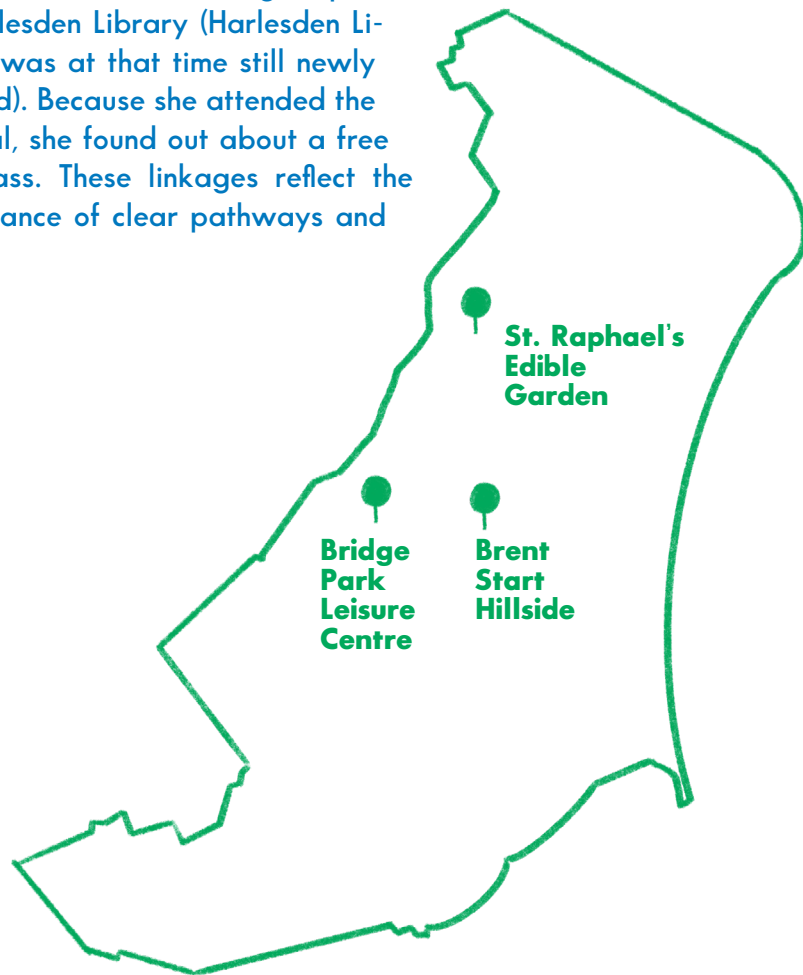 lesden Library (Harlesden Li-
was at that time still newly
d). Because she attended the
l, she found out about a free
ass. These linkages reflect the
ance of clear pathways and
St. Raphael's
Edible
Garden
Bridge
Park
Leisure
Centre
Brent
Start
Hillside